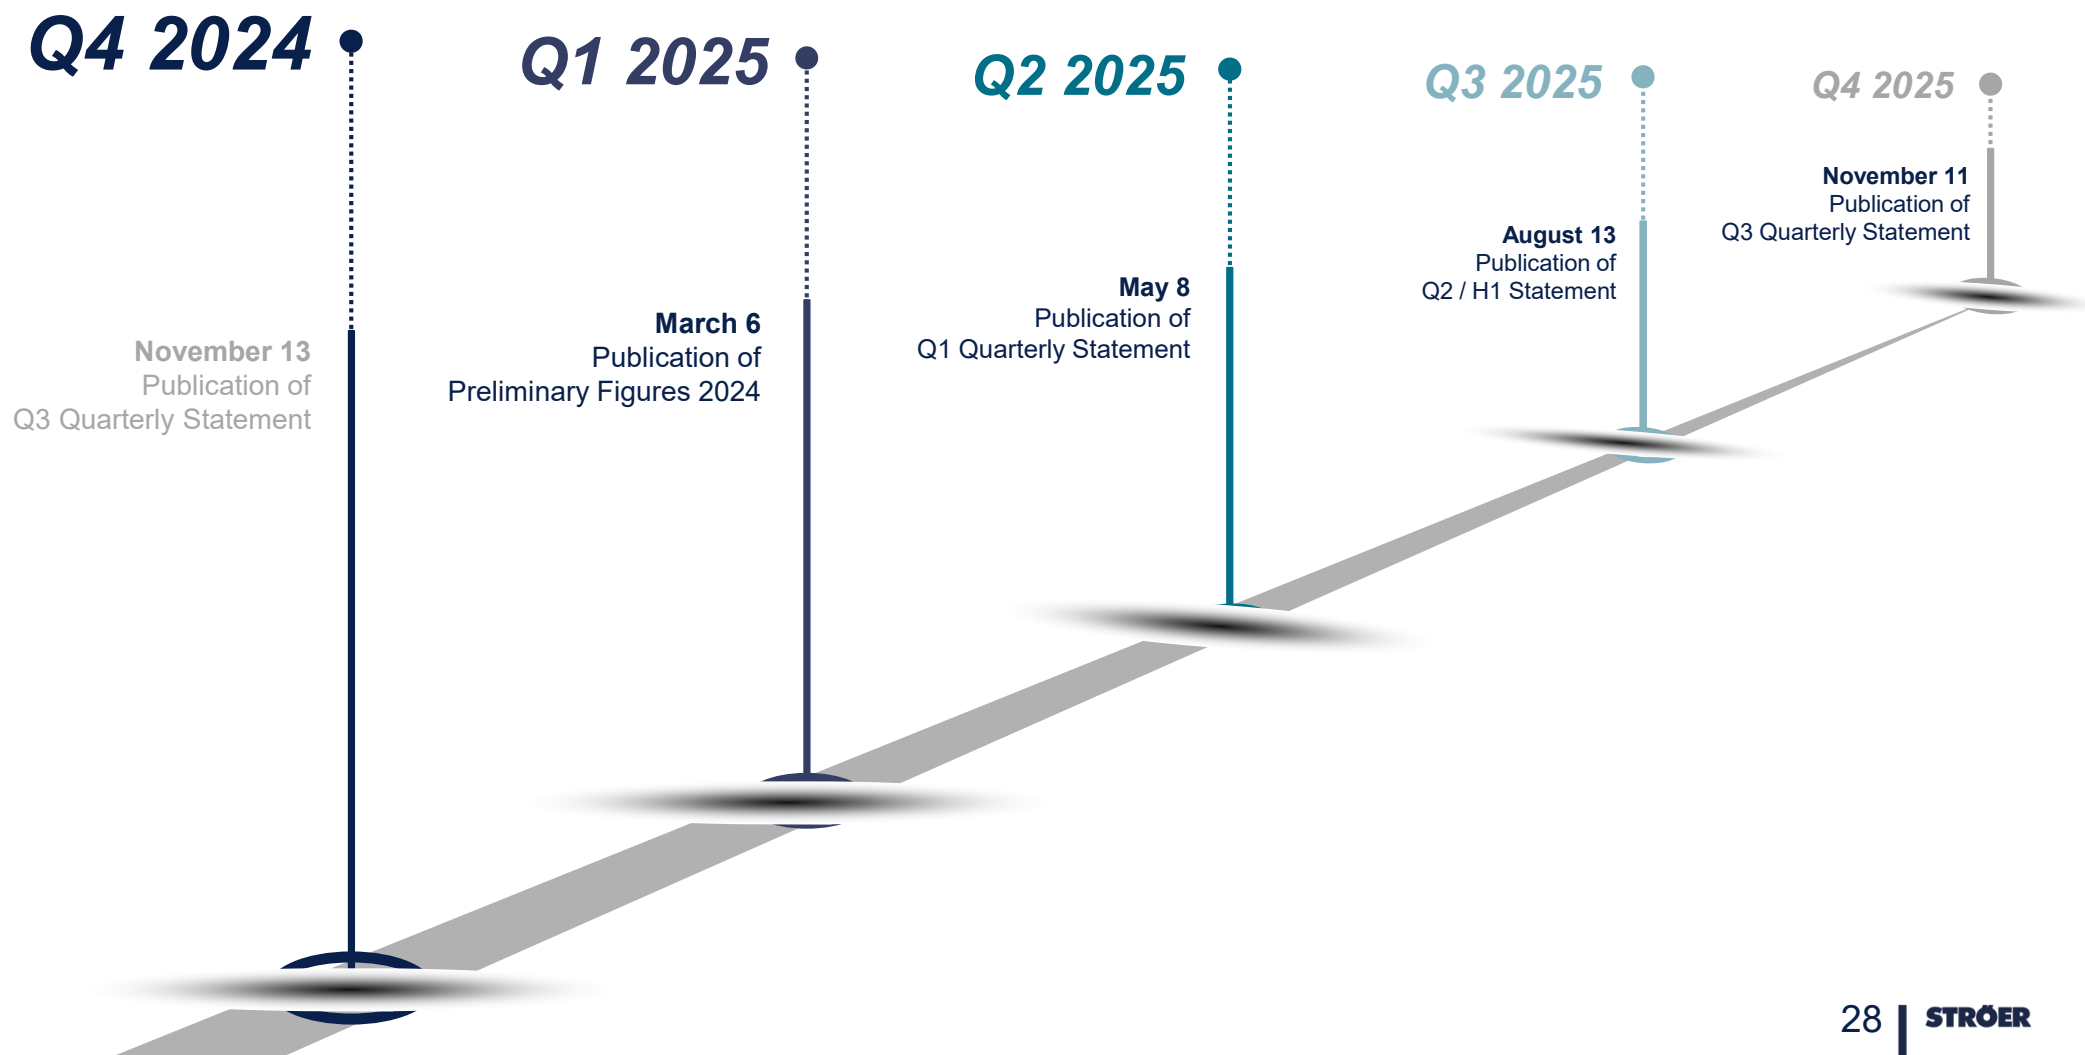 Q4 2024
November 13
Publication of
Q3 Quarterly Statement
Q1 2025
March 6
Publication of
Preliminary Figures 2024
Q2 2025
May 8
Publication of
Q1 Quarterly Statement
Q3 2025
August 13
Publication of
Q2 / H1 Statement
Q4 2025
November 11
Publication of
Q3 Quarterly Statement
28
STRÖER